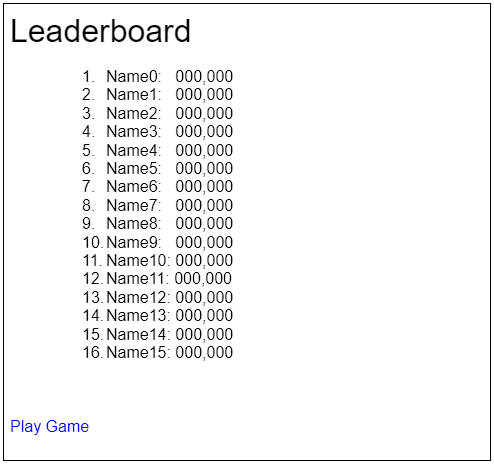 Leaderboard
1. Name0: 000,000
2. Name1: 000,000
3. Name2: 000,000
4. Name3: 000,000
5. Name4: 000,000
6. Name5: 000,000
7. Name6: 000,000
8. Name7: 000,000
9. Name8: 000,000
10. Name9: 000,000
11. Name10: 000,000
12. Name11: 000,000
13. Name12: 000,000
14. Name13: 000,000
15. Name14: 000,000
16. Name15: 000,000
Play Game